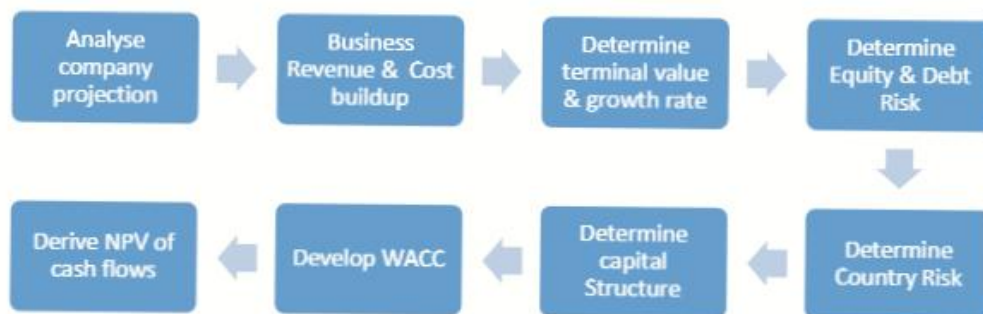 Analyse
company
projection
Business
Revenue & Cost
buildup
Determine
terminal value
& growth rate
Determine
Equity & Debt
Risk
Determine
Country Risk
Determine
capital
Structure
Develop WACC
Derive NPV of
cash flows